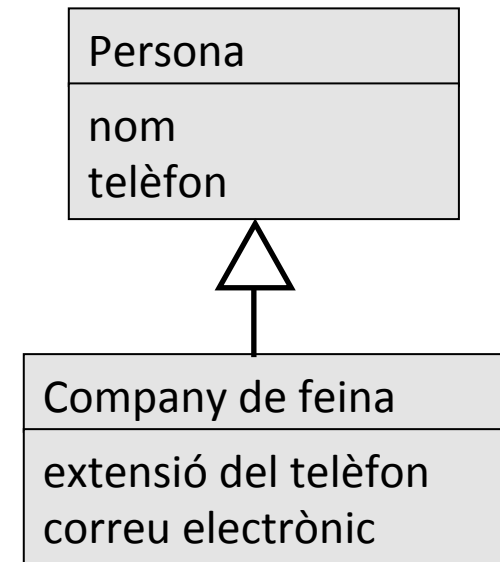 Persona
nom
telèfon
Company de feina
extensió del telèfon
correu electrònic